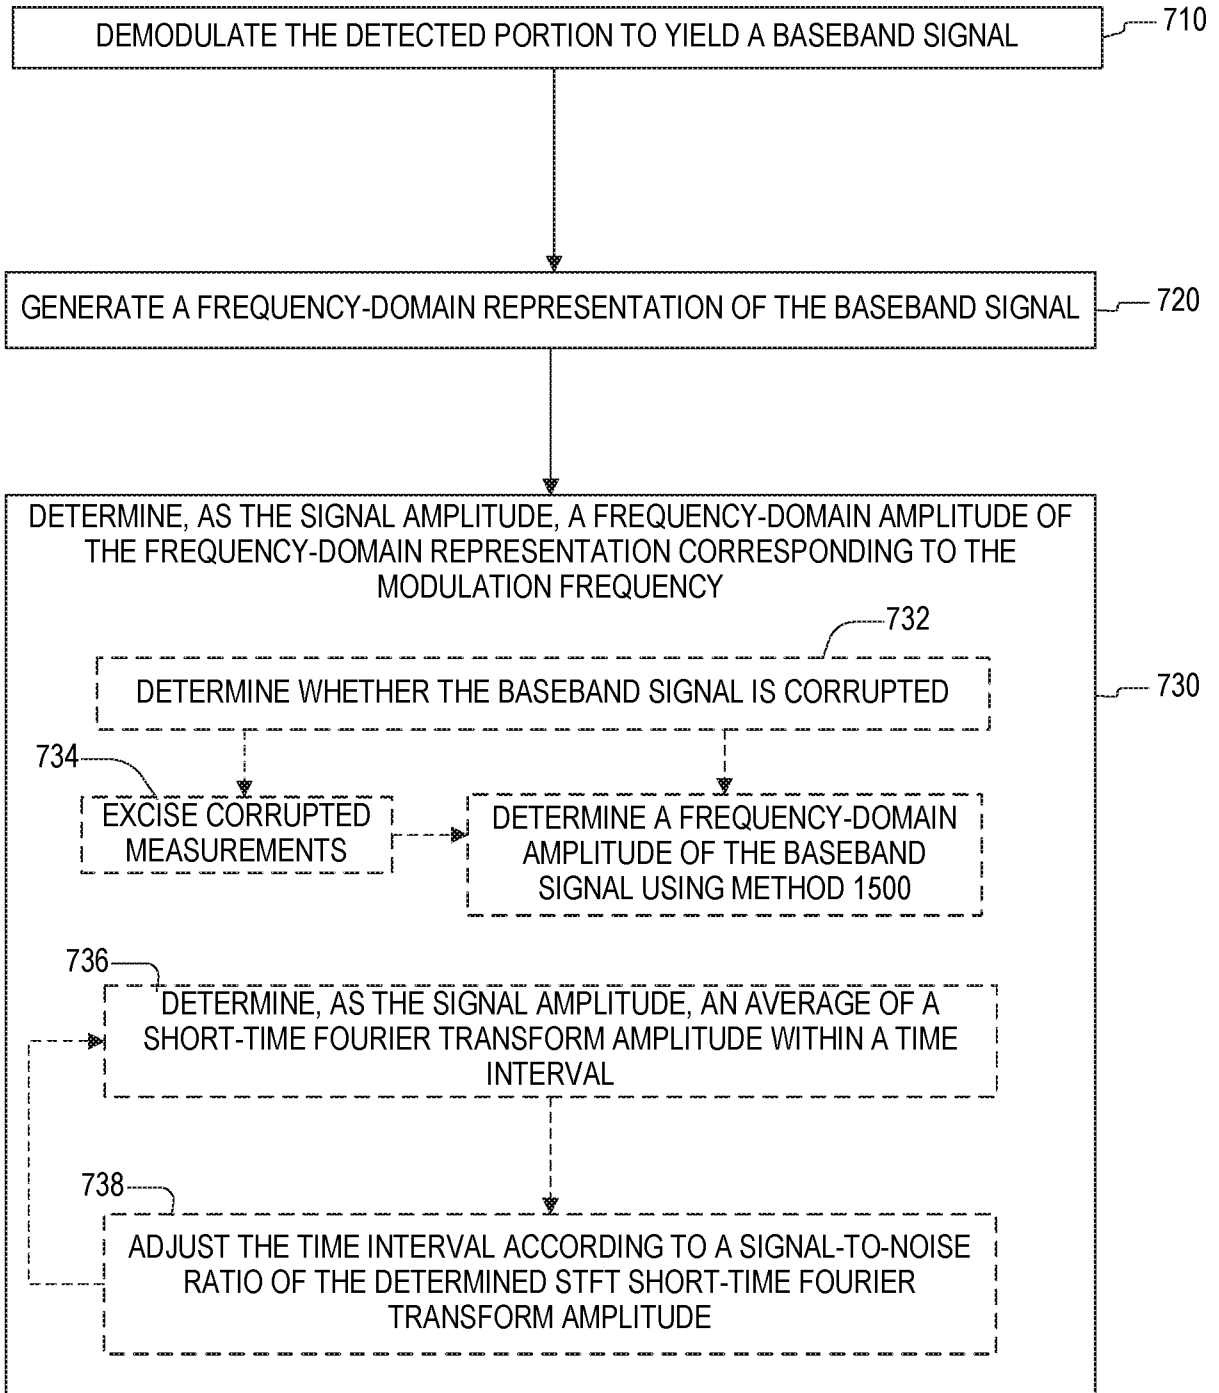 DEMODULATE THE DETECTED PORTION TO YIELD A BASEBAND SIGNAL
710
GENERATE A FREQUENCY-DOMAIN REPRESENTATION OF THE BASEBAND SIGNAL
720
DETERMINE, AS THE SIGNAL AMPLITUDE, A FREQUENCY-DOMAIN AMPLITUDE OF
THE FREQUENCY-DOMAIN REPRESENTATION CORRESPONDING TO THE
MODULATION FREQUENCY
732
DETERMINE WHETHER THE BASEBAND SIGNAL IS CORRUPTED
730
734
EXCISE CORRUPTED
MEASUREMENTS
DETERMINE A FREQUENCY-DOMAIN
AMPLITUDE OF THE BASEBAND
SIGNAL USING METHOD 1500
736
DETERMINE, AS THE SIGNAL AMPLITUDE, AN AVERAGE OF A
SHORT-TIME FOURIER TRANSFORM AMPLITUDE WITHIN A TIME
INTERVAL
738
ADJUST THE TIME INTERVAL ACCORDING TO A SIGNAL-TO-NOISE
RATIO OF THE DETERMINED STFT SHORT-TIME FOURIER
TRANSFORM AMPLITUDE